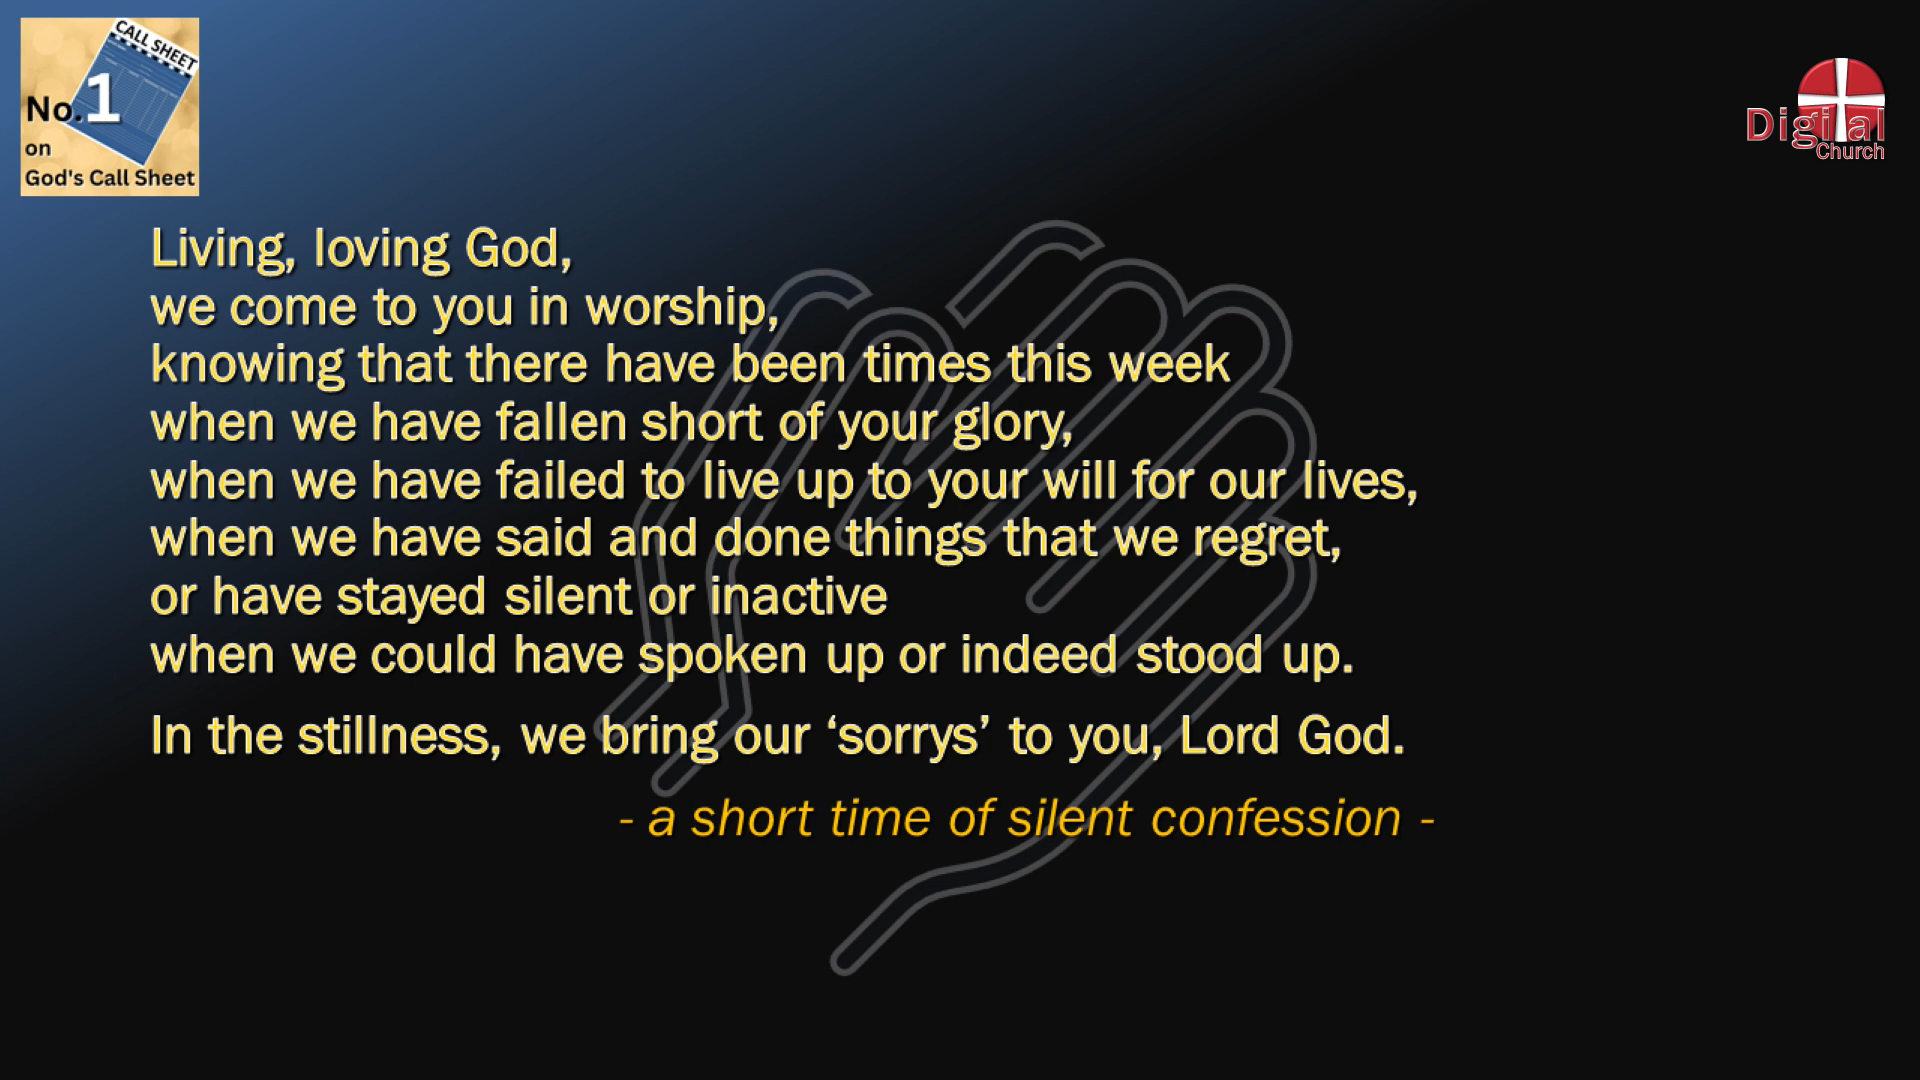 CALL SHEET
No.1
on
God's Call Sheet
Digital
Church
Living, loving God,
we come to you in worship,
knowing that there have been times this week
when we have fallen short of your glory,
when we have failed to live up to your will for our lives,
when we have said and done things that we regret,
or have stayed silent or inactive
when we could have spoken up or indeed stood up.
In the stillness, we bring our ‘sorrys’ to you, Lord God.
- a short time of silent confession -